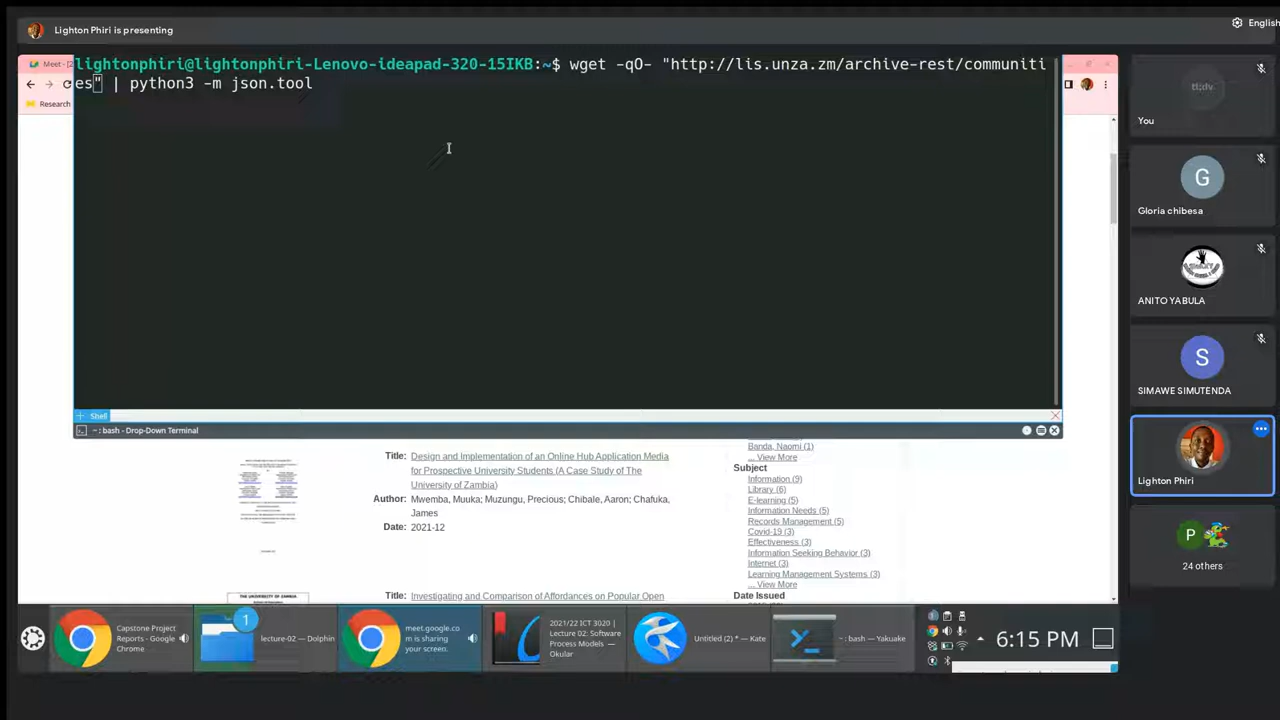 Lighton Phiri is presenting
English
Meet - [2
lightonphiri@lightonphiri-Lenovo-ideapad-320-15IKB:~$ wget -qO- "http://lis.unza.zm/archive-rest/communiti
es" | python3 -m json.tool
Research
You
Gloria chibesa
ANITO YABULA
SIMAWE SIMUTENDA
Lighton Phiri
24 others
G
S
P
Shell
~ : bash - Drop-Down Terminal
Title: Design and Implementation of an Online Hub Application Media
for Prospective University Students (A Case Study of The
University of Zambia)
Author: Mwemba, Muuka; Muzungu, Precious; Chibale, Aaron; Chafuka,
James
Date: 2021-12
THE UNIVERSITY OF ZAMBIA
Title: Investigating and Comparison of Affordances on Popular Open
Banda, Naomi (1)
... View More
Subject
Information (9)
Library (6)
E-learning (5)
Information Needs (5)
Records Management (5)
Covid-19 (3)
Effectiveness (3)
Information Seeking Behavior (3)
Internet (3)
Learning Management Systems (3)
... View More
Date Issued
Capstone Project
Reports - Google
Chrome
1
lecture-02 — Dolphin
meet.google.co
m is sharing
your screen.
2021/22 ICT 3020 |
Lecture 02: Software
Process Models —
Okular
Untitled (2) * — Kate
~ : bash — Yakuake
6:15 PM